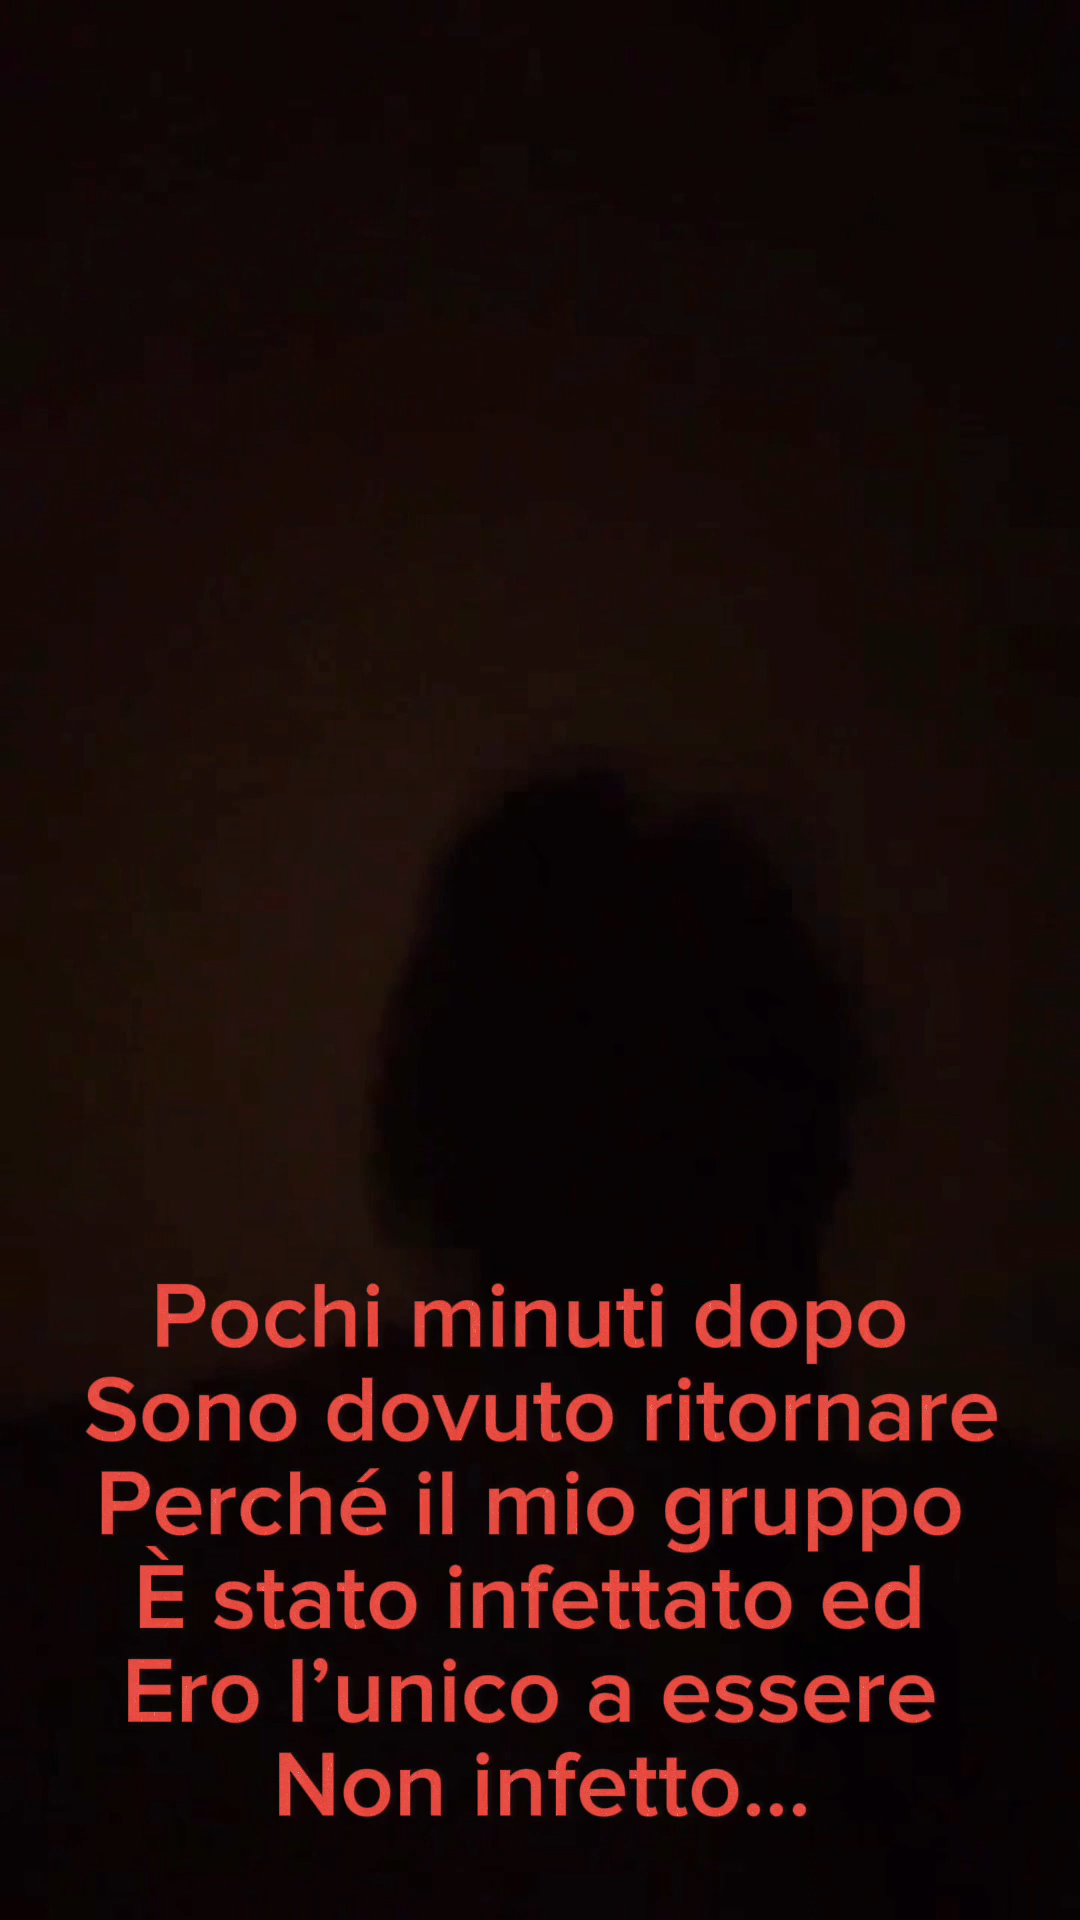 Pochi minuti dopo
Sono dovuto ritornare
Perché il mio gruppo
È stato infettato ed
Ero l’unico a essere
Non infetto...